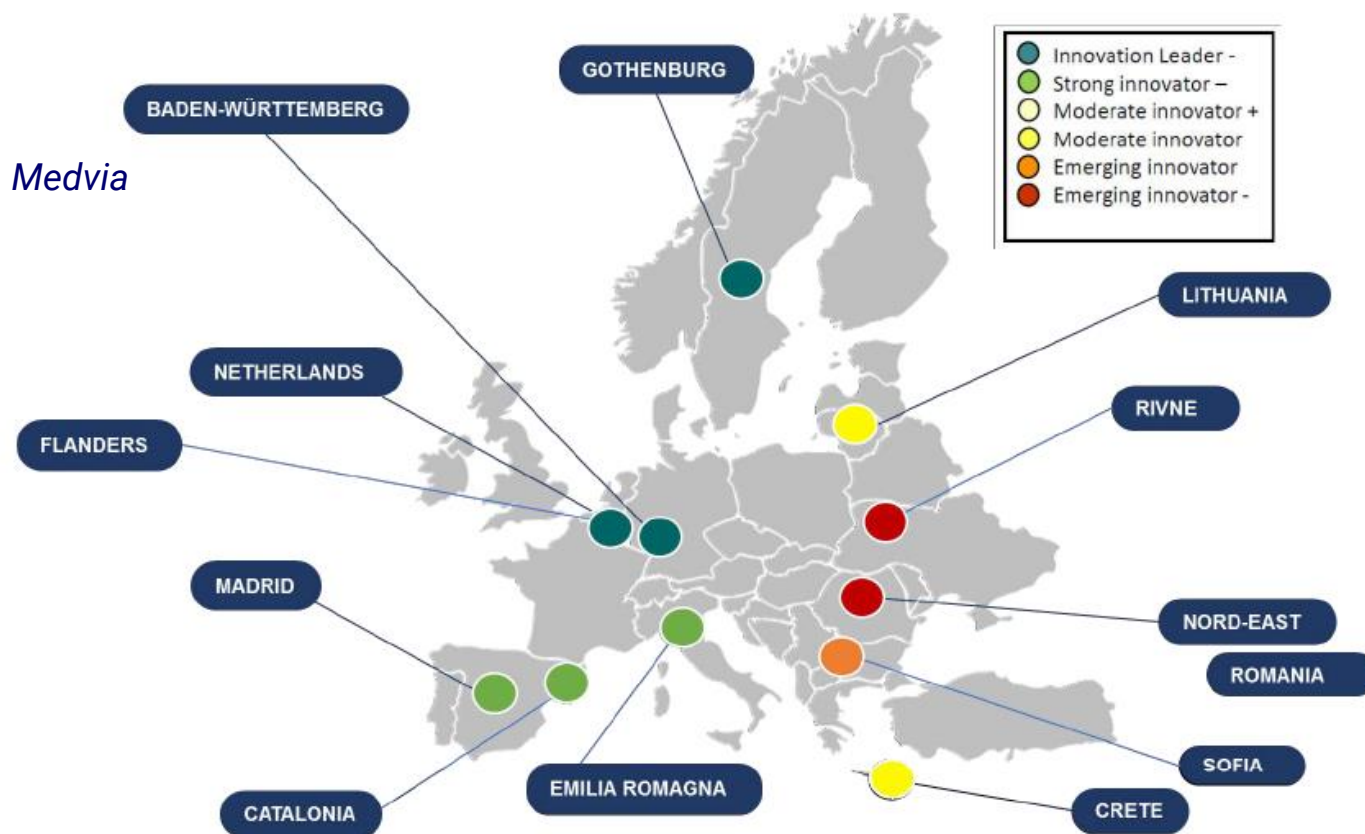 GOTHENBURG
BADEN-WÜRTTEMBERG
Medvia
Innovation Leader -
Strong innovator –
Moderate innovator +
Moderate innovator
Emerging innovator
Emerging innovator -
LITHUANIA
NETHERLANDS
RIVNE
FLANDERS
MADRID
NORD-EAST
ROMANIA
SOFIA
EMILIA ROMAGNA
CATALONIA
CRETE